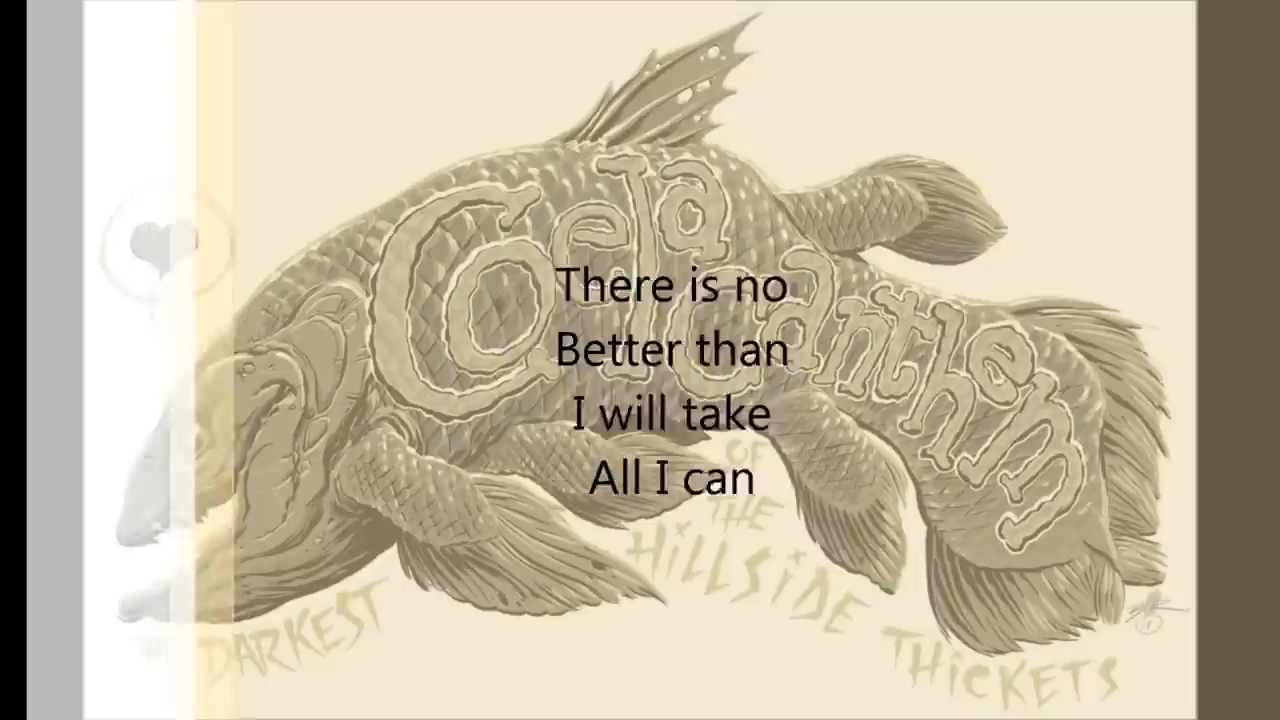 Coelacanthem
There is no
Better than
I will take
All I can
OF
THE
HiLLSiDE
DARKEST
THiCKETS